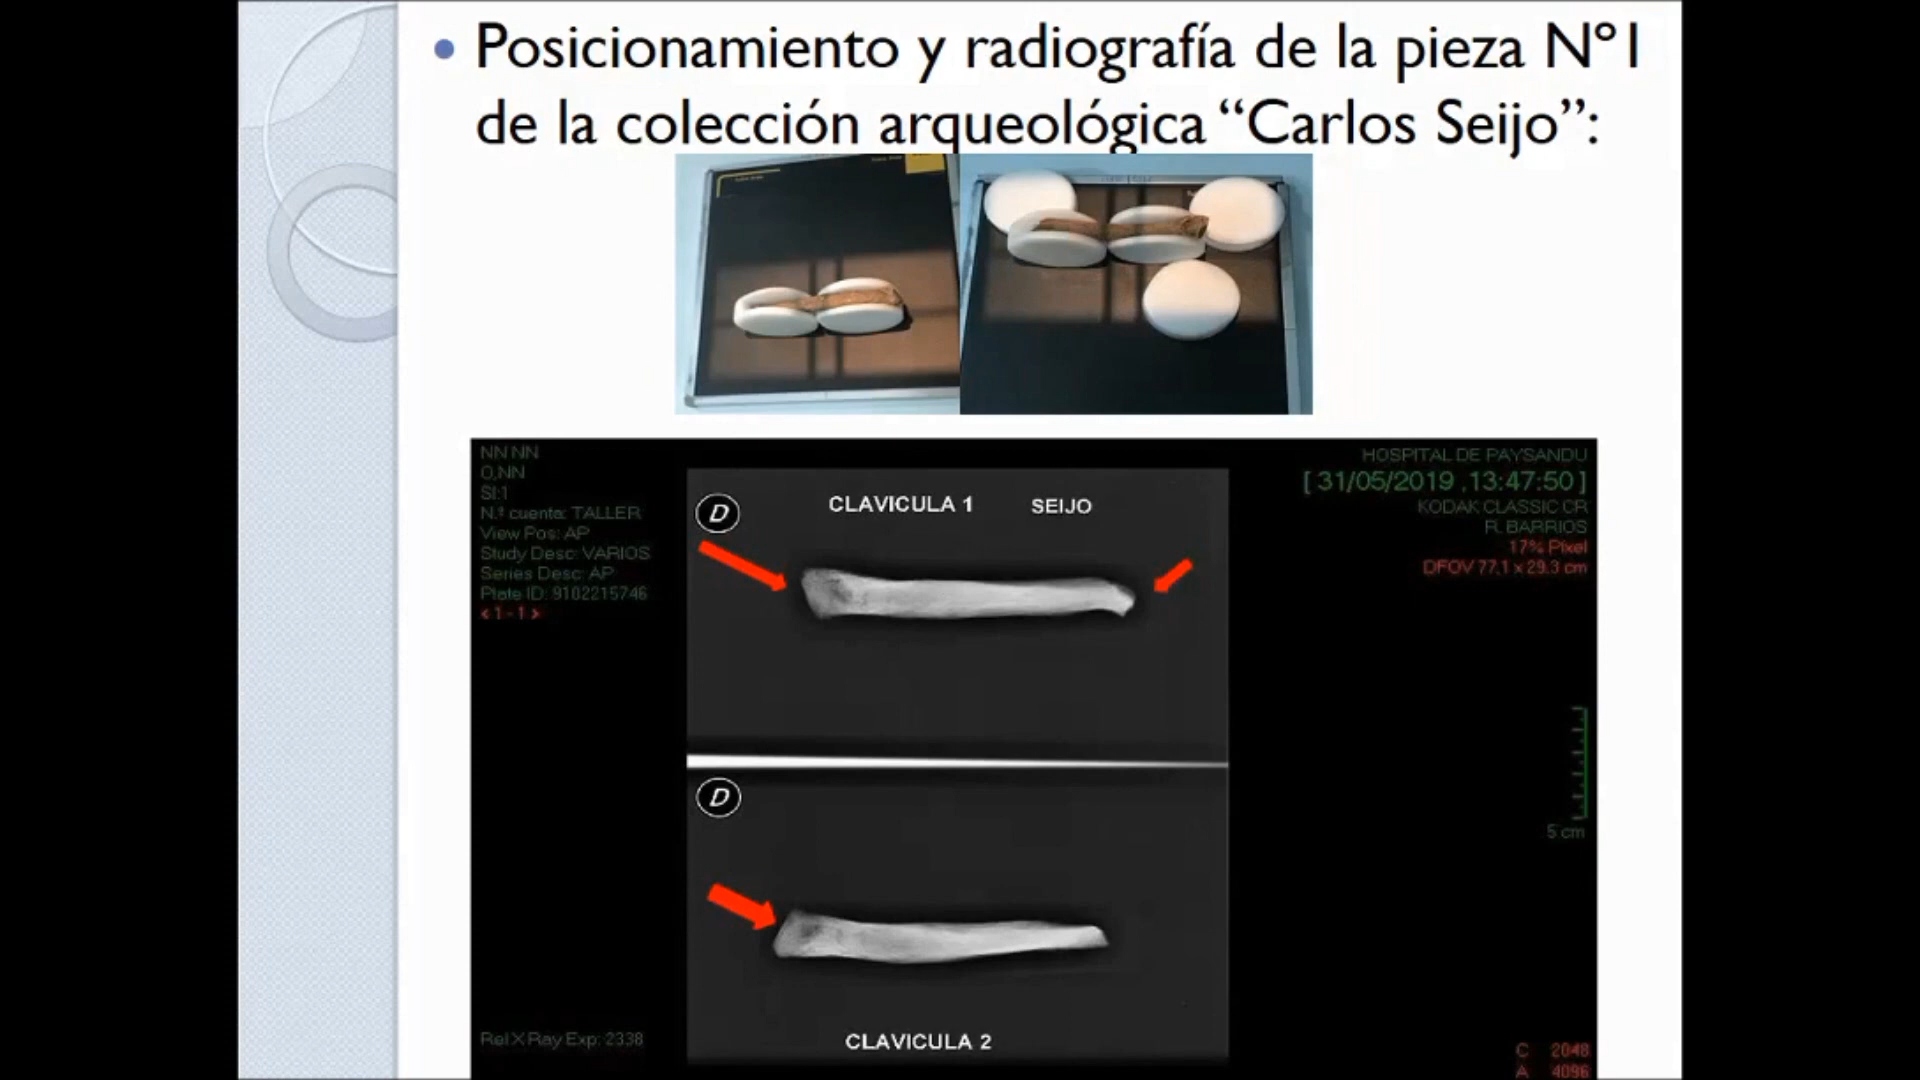 Posicionamiento y radiografía de la pieza Nº1
de la colección arqueológica “Carlos Seijo”:
NN NN
O,NN
SI:1
N.º cuenta: TALLER
View Pos: AP
Study Desc: VARIOS
Series Desc: AP
Plate ID: 9102215746
< 1 - 1 >
HOSPITAL DE PAYSANDU
[ 31/05/2019 ,13:47:50 ]
KODAK CLASSIC CR
R. BARRIOS
17% Pixel
DFOV 77.1 x 29.3 cm
D
CLAVICULA 1 SEIJO
D
5 cm
CLAVICULA 2
Rel X Ray Exp: 2338
C 2048
A 4096